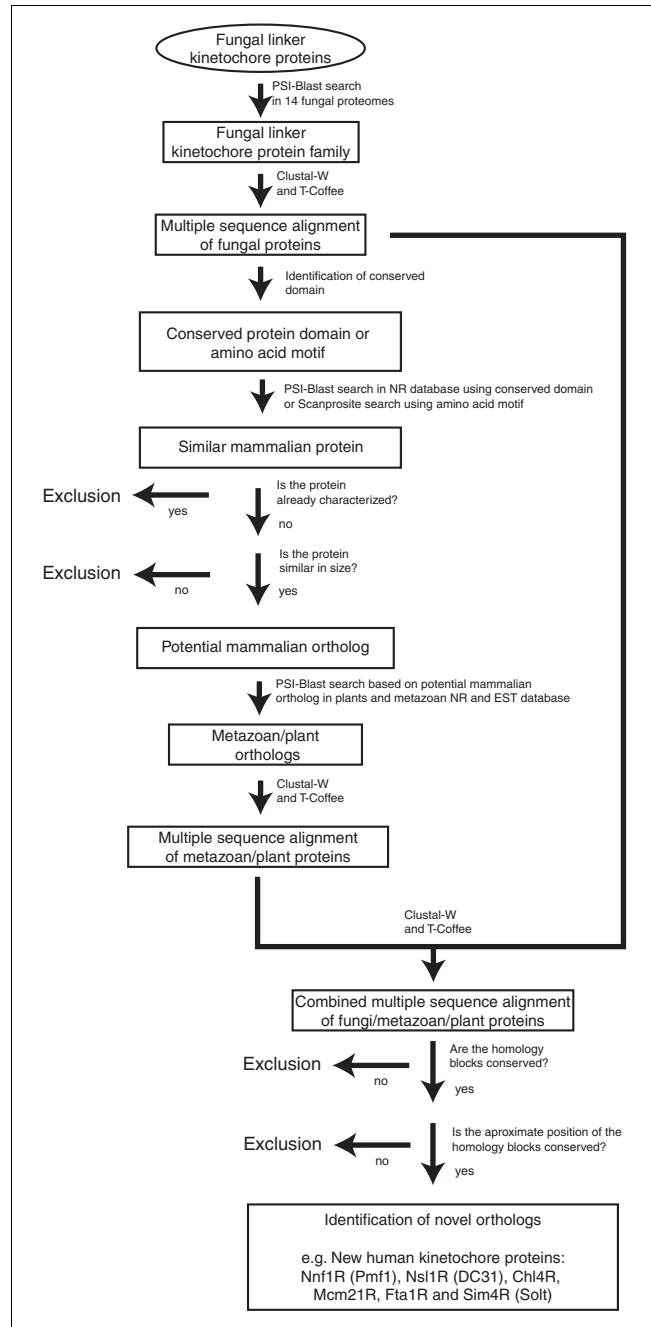 Fungal linker
kinetochore proteins
PSI-Blast search
in 14 fungal proteomes
Fungal linker
kinetochore protein family
Clustal-W
and T-Coffee
Multiple sequence alignment
of fungal proteins
Identification of conserved
domain
Conserved protein domain or
amino acid motif
PSI-Blast search in NR database using conserved domain
or Scanprosite search using amino acid motif
Similar mammalian protein
Is the protein
already characterized?
Exclusion
yes
no
Is the protein
similar in size?
Exclusion
no
yes
Potential mammalian ortholog
PSI-Blast search based on potential mammalian
ortholog in plants and metazoan NR and EST database
Metazoan/plant
orthologs
Clustal-W
and T-Coffee
Multiple sequence alignment
of metazoan/plant proteins
Clustal-W
and T-Coffee
Combined multiple sequence alignment
of fungi/metazoan/plant proteins
Are the homology
blocks conserved?
Exclusion
no
yes
Is the aproximate position of the
homology blocks conserved?
Exclusion
no
yes
Identification of novel orthologs
e.g. New human kinetochore proteins:
Nnf1R (Pmf1), Nsl1R (DC31), Chl4R,
Mcm21R, Fta1R and Sim4R (Solt)